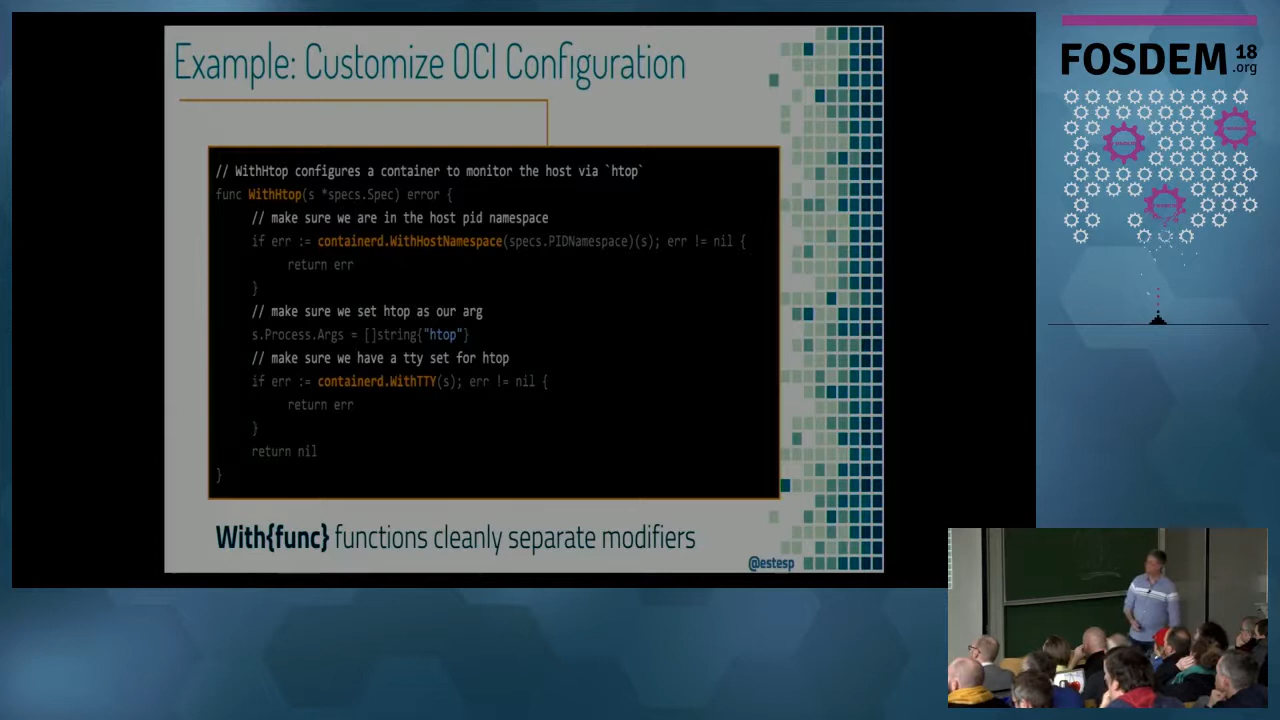 Example: Customize OCI Configuration
// WithHtop configures a container to monitor the host via `htop`
func WithHtop(s *specs.Spec) error {
// make sure we are in the host pid namespace
if err := containerd.WithHostNamespace(specs.PIDNamespace)(s); err != nil {
return err
}
// make sure we set htop as our arg
s.Process.Args = []string{"htop"}
// make sure we have a tty set for htop
if err := containerd.WithTTY(s); err != nil {
return err
}
return nil
}
With{func} functions cleanly separate modifiers
@estesp
FOSDEM 18
.org